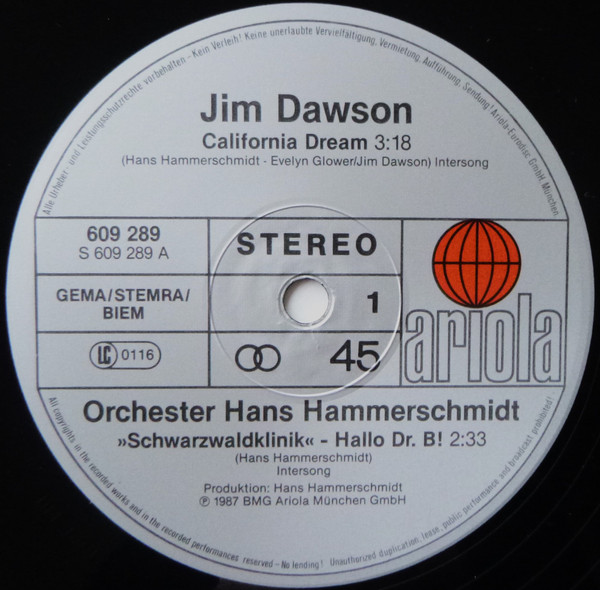 Alle Urheber- und Leistungsschutzrechte vorbehalten - Kein Verleih! Keine unerlaubte Vervielfältigung, Vermietung, Aufführung, Sendung! Ariola-Eurodisc GmbH München.
Jim Dawson
California Dream 3:18
(Hans Hammerschmidt - Evelyn Glower/Jim Dawson) Intersong
609 289
S 609 289 A
STEREO
GEMA/STEMRA/
BIEM
1
LC 0116
45
ariola
Orchester Hans Hammerschmidt
»Schwarzwaldklinik« - Hallo Dr. B! 2:33
(Hans Hammerschmidt)
Intersong
Produktion: Hans Hammerschmidt
℗ 1987 BMG Ariola München GmbH
All copyrights in the recorded works and in the recorded performances reserved - No lending! Unauthorized duplication, lease, public performance and broadcast prohibited!